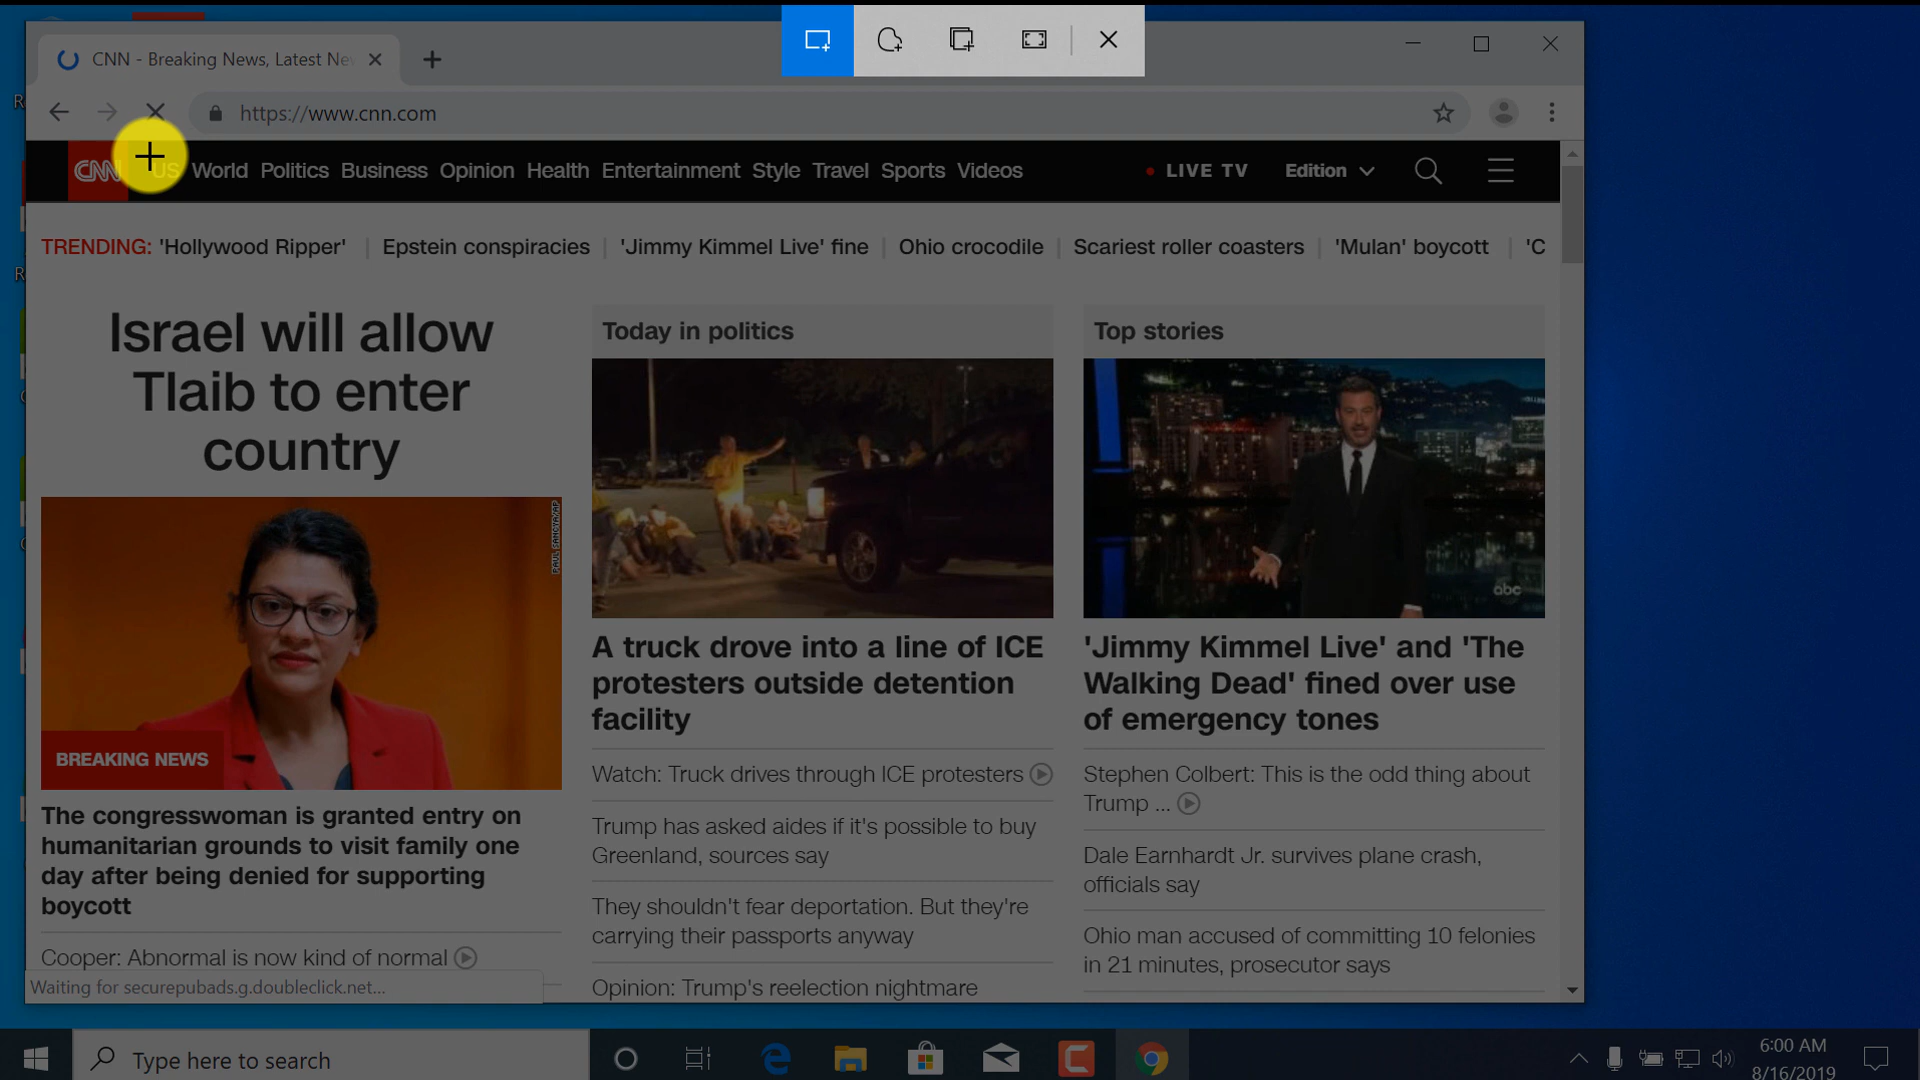 CNN - Breaking News, Latest Ne
https://www.cnn.com
CNN US World Politics Business Opinion Health Entertainment Style Travel Sports Videos LIVE TV Edition
TRENDING: 'Hollywood Ripper' Epstein conspiracies 'Jimmy Kimmel Live' fine Ohio crocodile Scariest roller coasters 'Mulan' boycott 'C
Israel will allow
Tlaib to enter
country
PAUL SANCYA/AP
BREAKING NEWS
The congresswoman is granted entry on
humanitarian grounds to visit family one
day after being denied for supporting
boycott
Cooper: Abnormal is now kind of normal
Waiting for securepubads.g.doubleclick.net...
Today in politics
A truck drove into a line of ICE
protesters outside detention
facility
Watch: Truck drives through ICE protesters
Trump has asked aides if it's possible to buy
Greenland, sources say
They shouldn't fear deportation. But they're
carrying their passports anyway
Opinion: Trump's reelection nightmare
Top stories
abc
'Jimmy Kimmel Live' and 'The
Walking Dead' fined over use
of emergency tones
Stephen Colbert: This is the odd thing about
Trump ...
Dale Earnhardt Jr. survives plane crash,
officials say
Ohio man accused of committing 10 felonies
in 21 minutes, prosecutor says
Type here to search
6:00 AM
8/16/2019